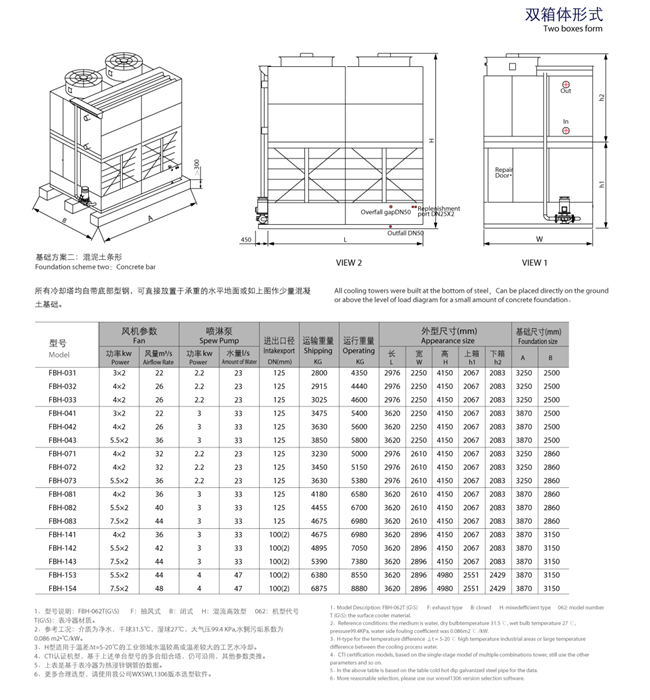 双箱体形式
Two boxes form
Out
In
h2
h1
H
Repair
Door
>300
B
A
Overfall gapDN50
Replenishment
port DN25X2
Outfall DN50
450
L
W
VIEW 2
VIEW 1
基础方案二：混泥土条形
Foundation scheme two：Concrete bar
所有冷却塔均自带底部型钢，可直接放置于承重的水平地面或如上图作少量混凝
土基础。
All cooling towers were built at the bottom of steel，Can be placed directly on the ground
or above the level of load diagram for a small amount of concrete foundation。
型号 Model 风机参数 Fan 喷淋泵 Spew Pump 进出口径 Intakexport DN(mm) 运输重量 Shipping KG 运行重量 Operating KG 外型尺寸(mm) Appearance size 基础尺寸(mm) Foundation size
功率kw Power 风量m³/s Airflow Rate 功率kw Power 水量l/s Amount of Water 长 L 宽 W 高 H 上箱 h1 下箱 h2 A B
FBH-031 3×2 22 2.2 23 125 2800 4350 2976 2250 4150 2067 2083 3250 2500
FBH-032 4×2 26 2.2 23 125 2915 4440 2976 2250 4150 2067 2083 3250 2500
FBH-033 4×2 26 2.2 23 125 3025 4600 2976 2250 4150 2067 2083 3250 2500
FBH-041 3×2 22 3 33 125 3475 5400 3620 2250 4150 2067 2083 3870 2500
FBH-042 4×2 26 3 33 125 3630 5600 3620 2250 4150 2067 2083 3870 2500
FBH-043 5.5×2 36 3 33 125 3850 5800 3620 2250 4150 2067 2083 3870 2500
FBH-071 4×2 32 2.2 23 125 3230 5000 2976 2610 4150 2067 2083 3250 2860
FBH-072 4×2 32 2.2 23 125 3450 5150 2976 2610 4150 2067 2083 3250 2860
FBH-073 5.5×2 36 2.2 23 125 3630 5380 2976 2610 4150 2067 2083 3250 2860
FBH-081 4×2 36 3 33 125 4180 6580 3620 2610 4150 2067 2083 3870 2860
FBH-082 5.5×2 40 3 33 125 4455 6700 3620 2610 4150 2067 2083 3870 2860
FBH-083 7.5×2 44 3 33 125 4675 6980 3620 2610 4150 2067 2083 3870 2860
FBH-141 4×2 36 3 33 100(2) 4675 6980 3620 2896 4150 2067 2083 3870 3150
FBH-142 5.5×2 42 3 33 100(2) 4895 7050 3620 2896 4150 2067 2083 3870 3150
FBH-143 7.5×2 44 3 33 100(2) 5390 7380 3620 2896 4150 2067 2083 3870 3150
FBH-153 5.5×2 44 4 47 100(2) 6380 8550 3620 2896 4980 2551 2429 3870 3150
FBH-154 7.5×2 48 4 47 100(2) 6875 8880 3620 2896 4980 2551 2429 3870 3150
1、型号说明：FBH-062T(G\S) F：抽风式 B：闭式 H：混流高效型 062：机型代号
T(G\S)：表冷器材质。
2、参考工况：介质为净水，干球31.5°C，湿球27°C，大气压99.4 KPa,水侧污垢系数为
0.086 m2·°C/kW。
3、H型适用于温差Δt=5-20°C的工业领域水温较高或温差较大的工艺水冷却。
4、CTI认证机型，基于上述单台型号的多台组合塔，仍可沿用，其他参数类推。
5、上表是基于表冷器为热浸锌钢管的数据。
6、更多合理选型，请使用我公司WXSWL1306版本选型软件。
1. Model Description: FBH-062T (G\S) F: exhaust type B: closed H: mixedefficient type 062: model number
T (G\S): the surface cooler material.
2. Reference conditions: the medium is water, dry bulbtemperature 31.5 °C, wet bulb temperature 27 °C,
pressure99.4KPa, water side fouling coefficient was 0.086m2 °C /kW.
3、H-type for the temperature difference △t = 5-20 °C high temperature industrial areas or large temperature
difference between the cooling process water.
4. CTI certification models, based on the single-stage model of multiple combinations tower, still use the other
parameters and so on.
5. In the above table is based on the table cold hot dip galvanized steel pipe for the data.
6、More reasonable selection, please use our wxswl1306 version selection software.